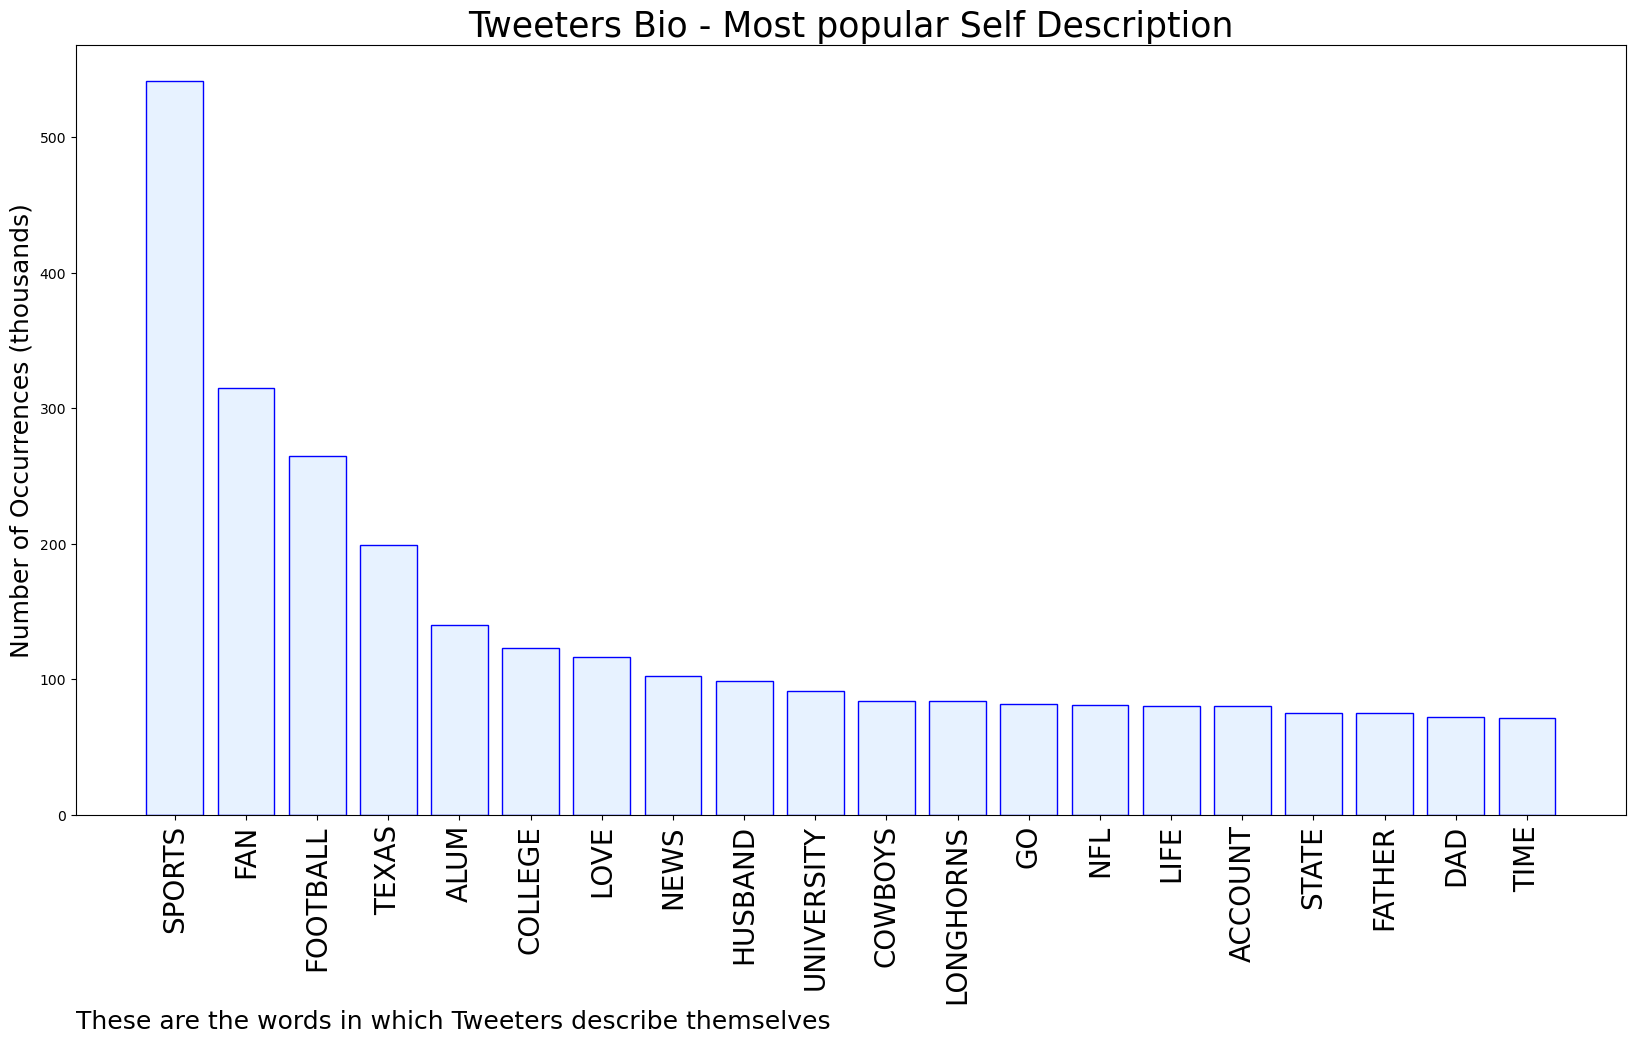 Tweeters Bio - Most popular Self Description
Number of Occurrences (thousands)
500
400
300
200
100
0
SPORTS
FAN
FOOTBALL
TEXAS
ALUM
COLLEGE
LOVE
NEWS
HUSBAND
UNIVERSITY
COWBOYS
LONGHORNS
GO
NFL
LIFE
ACCOUNT
STATE
FATHER
DAD
TIME
These are the words in which Tweeters describe themselves